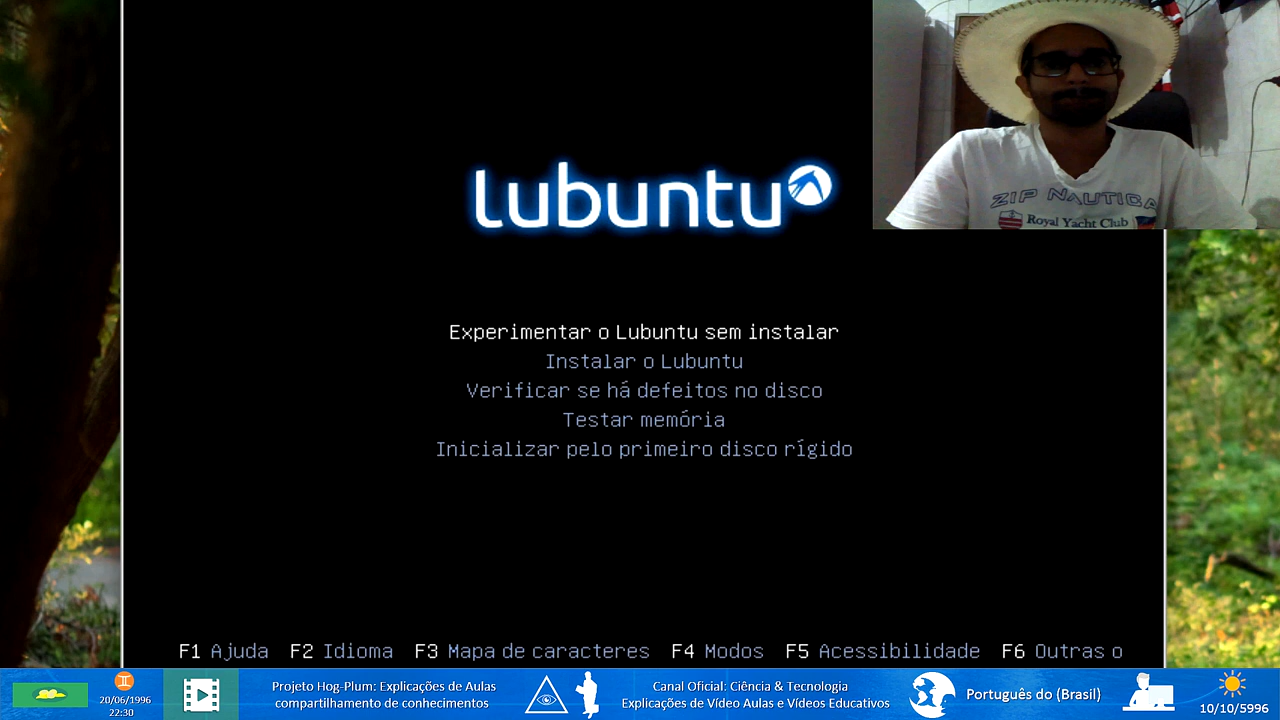 lubuntu
ZIP NAUTICA
Royal Yacht Club
Experimentar o Lubuntu sem instalar
Instalar o Lubuntu
Verificar se há defeitos no disco
Testar memória
Inicializar pelo primeiro disco rígido
F1 Ajuda F2 Idioma F3 Mapa de caracteres F4 Modos F5 Acessibilidade F6 Outras o
20/06/1996
22:30
Projeto Hog-Plum: Explicações de Aulas
compartilhamento de conhecimentos
Canal Oficial: Ciência & Tecnologia
Explicações de Vídeo Aulas e Vídeos Educativos
Português do (Brasil)
10/10/5996